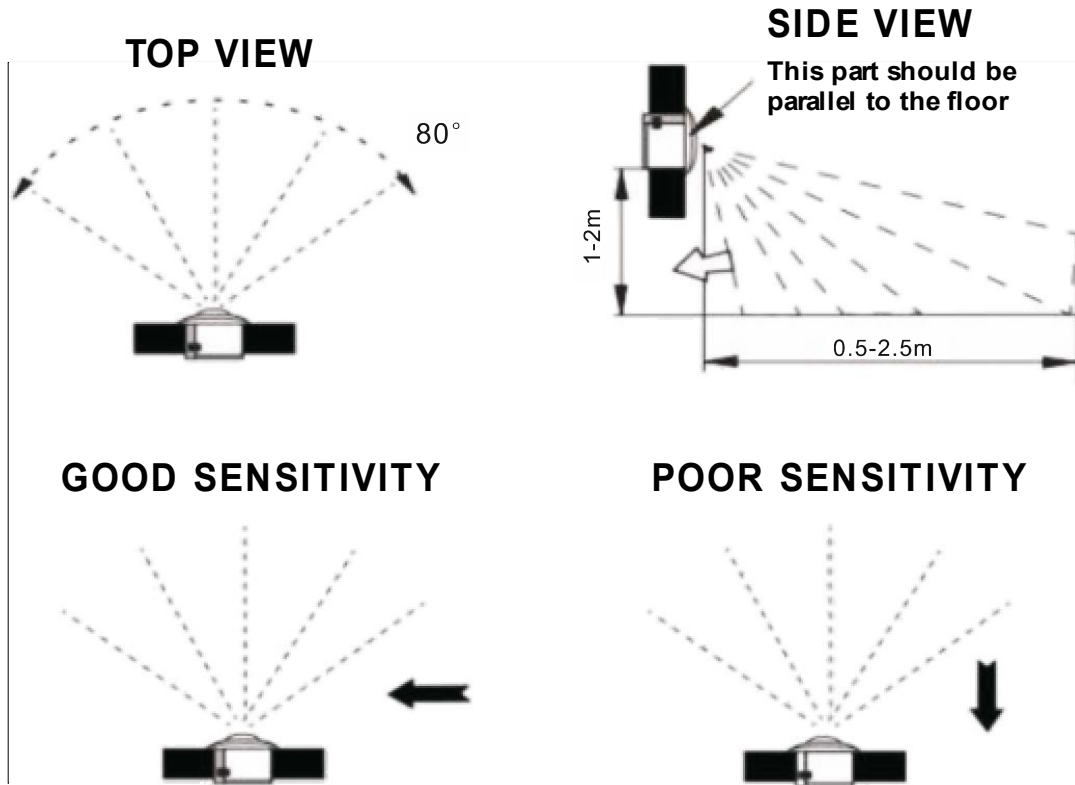 TOP VIEW
80°
SIDE VIEW
This part should be
parallel to the floor
1-2m
0.5-2.5m
GOOD SENSITIVITY
POOR SENSITIVITY